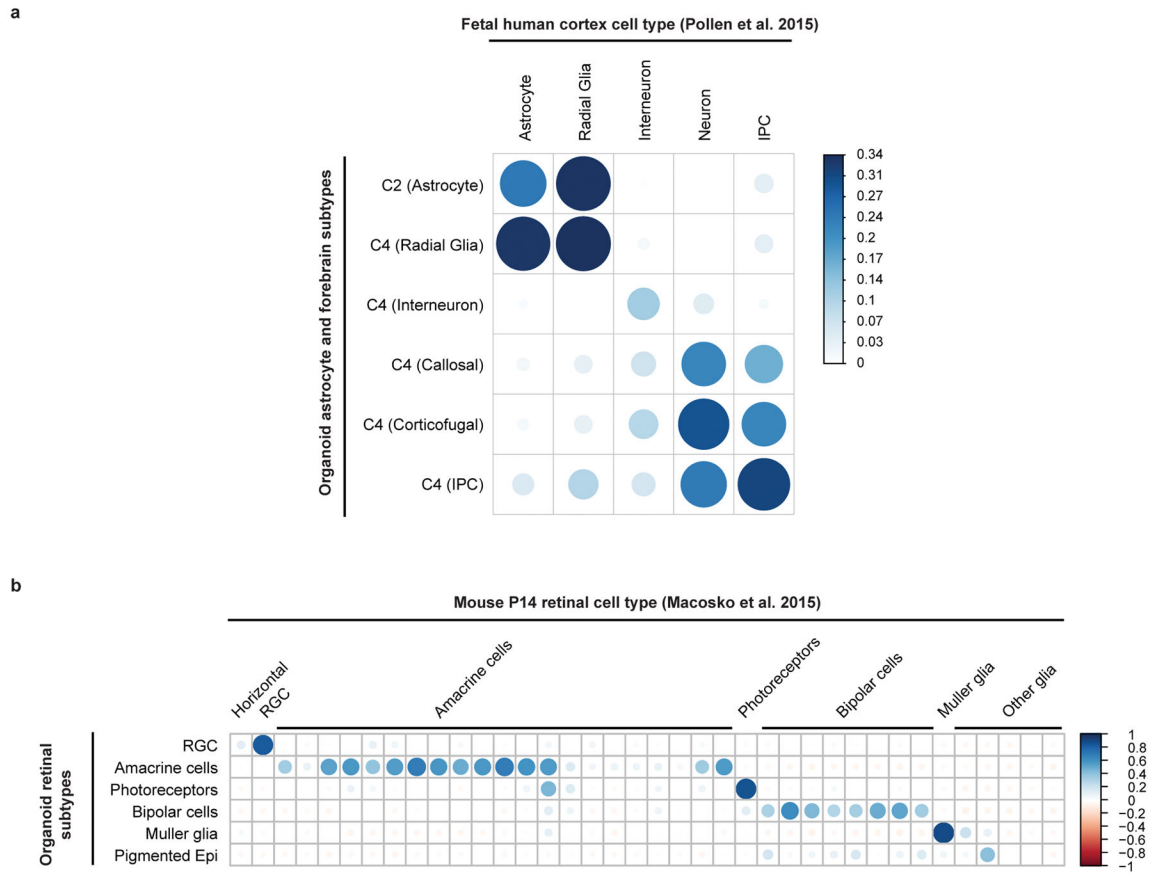 a
Fetal human cortex cell type (Pollen et al. 2015)
Astrocyte
Radial Glia
Interneuron
Neuron
IPC
Organoid astrocyte and forebrain subtypes
C2 (Astrocyte)
C4 (Radial Glia)
C4 (Interneuron)
C4 (Callosal)
C4 (Corticofugal)
C4 (IPC)
0.34
0.31
0.27
0.24
0.2
0.17
0.14
0.1
0.07
0.03
0
b
Mouse P14 retinal cell type (Macosko et al. 2015)
Horizontal
RGC
Amacrine cells
Photoreceptors
Bipolar cells
Muller glia
Other glia
Organoid retinal
subtypes
RGC
Amacrine cells
Photoreceptors
Bipolar cells
Muller glia
Pigmented Epi
1
0.8
0.6
0.4
0.2
0
−0.2
−0.4
−0.6
−0.8
−1